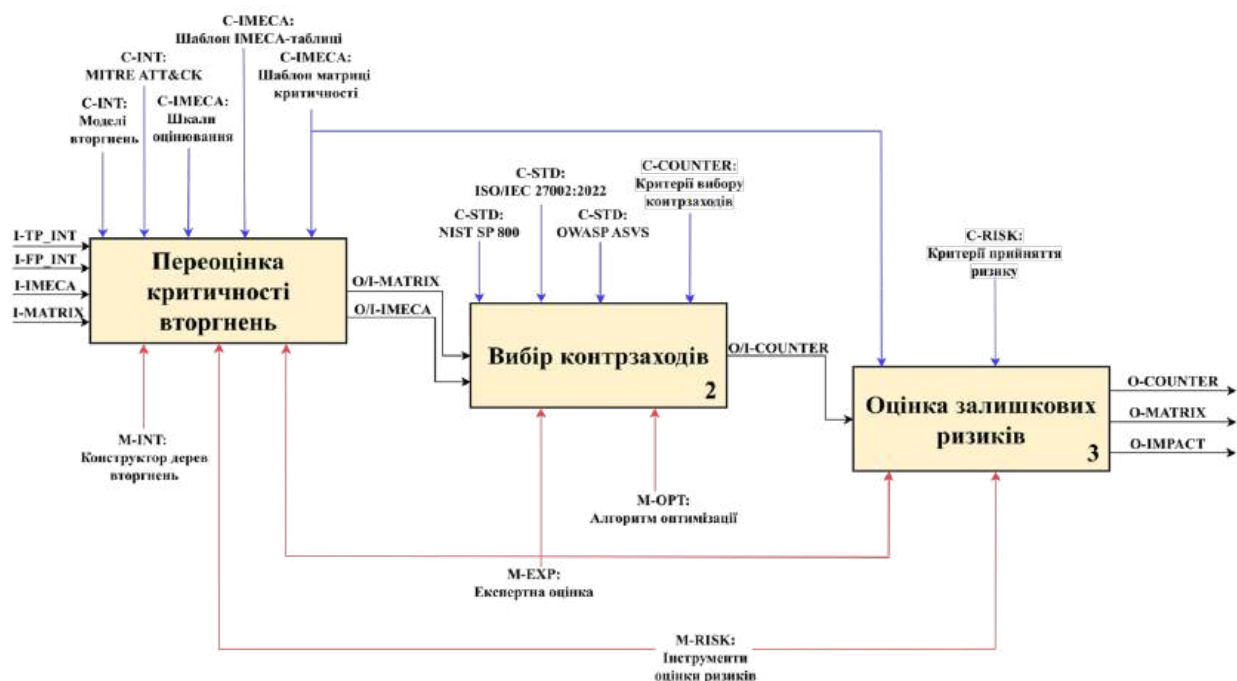 C-IMECA:
Шаблон IMECA-таблиці
C-INT:
MITRE ATT&CK
C-IMECA:
Шаблон матриці
критичності
C-INT:
Моделі
вторгнень
C-IMECA:
Шкали
оцінювання
C-STD:
ISO/IEC 27002:2022
C-COUNTER:
Критерії вибору
контрзаходів
C-STD:
NIST SP 800
C-STD:
OWASP ASVS
C-RISK:
Критерії прийняття
ризику
I-TP_INT
I-FP_INT
I-IMECA
I-MATRIX
Переоцінка
критичності
вторгнень
O/I-MATRIX
O/I-IMECA
Вибір контрзаходів
2
O/I-COUNTER
Оцінка залишкових
ризиків
3
O-COUNTER
O-MATRIX
O-IMPACT
M-INT:
Конструктор дерев
вторгнень
M-OPT:
Алгоритм оптимізації
M-EXP:
Експертна оцінка
M-RISK:
Інструменти
оцінки ризиків